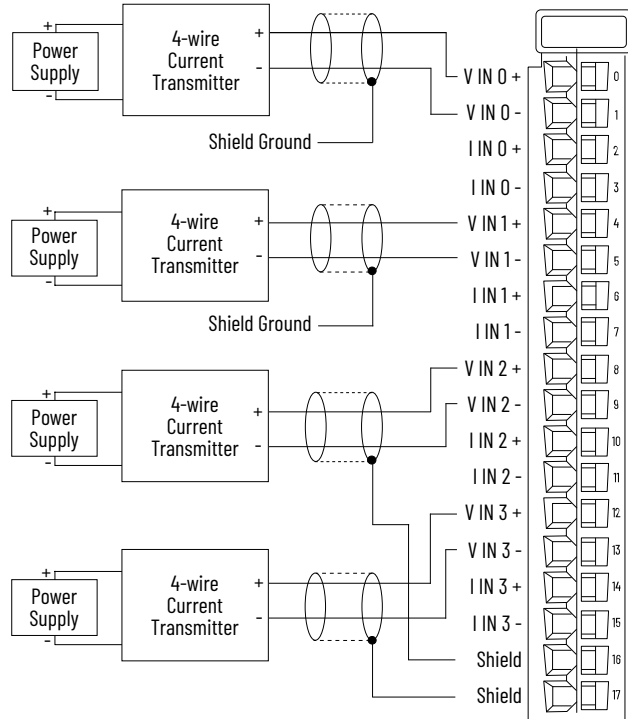 +
Power
Supply
-
4-wire
Current
Transmitter
+
-
Shield Ground
+
Power
Supply
-
4-wire
Current
Transmitter
+
-
Shield Ground
+
Power
Supply
-
4-wire
Current
Transmitter
+
-
+
Power
Supply
-
4-wire
Current
Transmitter
+
-
V IN 0 + 0
V IN 0 - 1
I IN 0 + 2
I IN 0 - 3
V IN 1 + 4
V IN 1 - 5
I IN 1 + 6
I IN 1 - 7
V IN 2 + 8
V IN 2 - 9
I IN 2 + 10
I IN 2 - 11
V IN 3 + 12
V IN 3 - 13
I IN 3 + 14
I IN 3 - 15
Shield 16
Shield 17